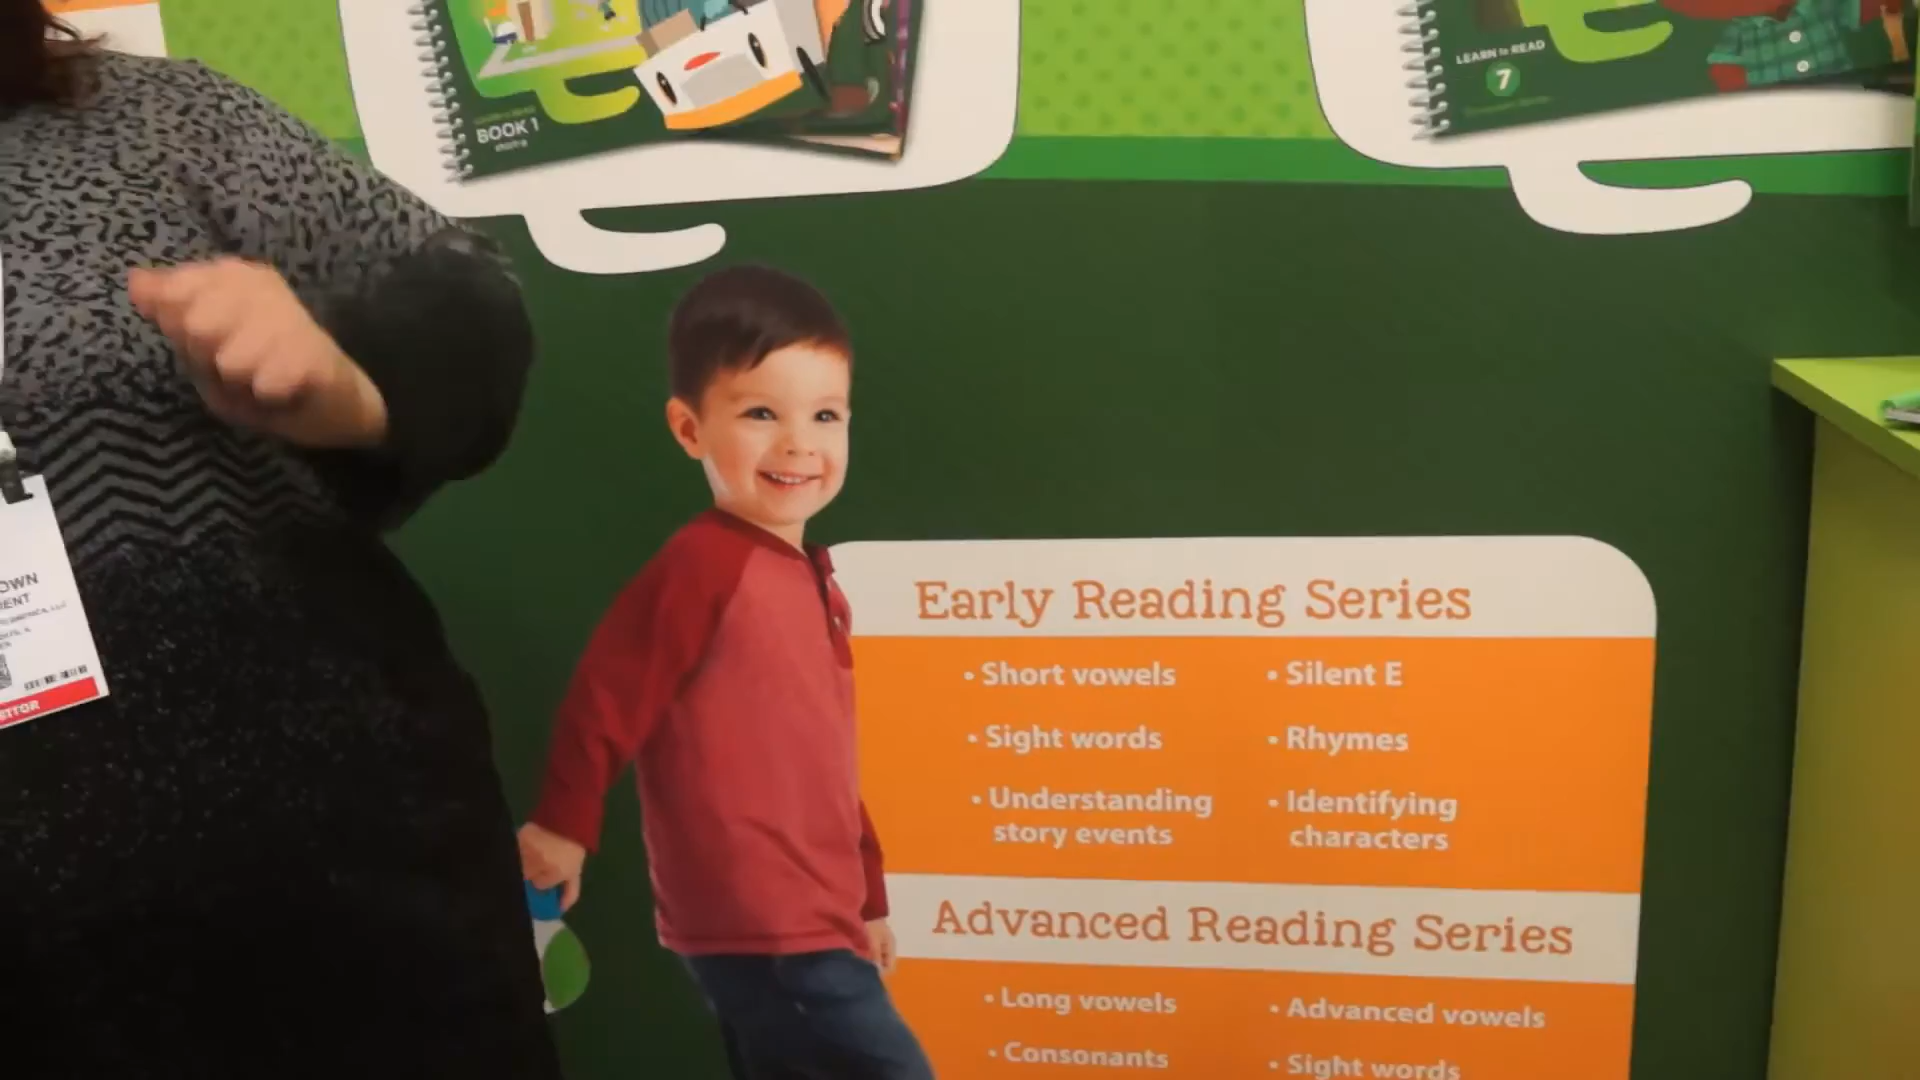 LEARN to READ
7
BOOK 1
Early Reading Series
• Short vowels
• Silent E
• Sight words
• Rhymes
• Understanding
story events
• Identifying
characters
Advanced Reading Series
• Long vowels
• Advanced vowels
• Consonants
• Sight words